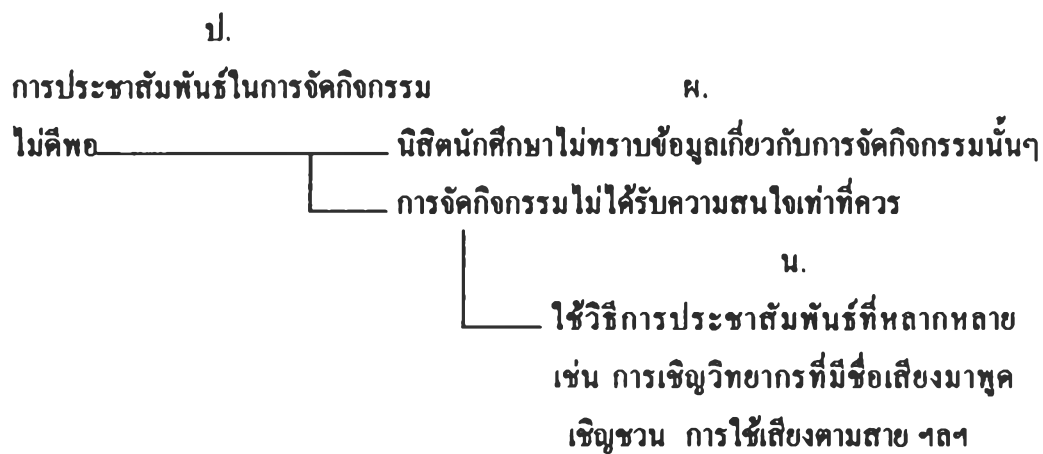 ป.
การประชาสัมพันธ์ในการจัดกิจกรรม
ผ.
ไม่ดีพอ นิสิตนักศึกษาไม่ทราบข้อมูลเกี่ยวกับการจัดกิจกรรมนั้นๆ
การจัดกิจกรรมไม่ได้รับความสนใจเท่าที่ควร
น.
ใช้วิธีการประชาสัมพันธ์ที่หลากหลาย
เช่น การเชิญวิทยากรที่มีชื่อเสียงมาพูด
เชิญชวน การใช้เสียงตามสาย ฯลฯ